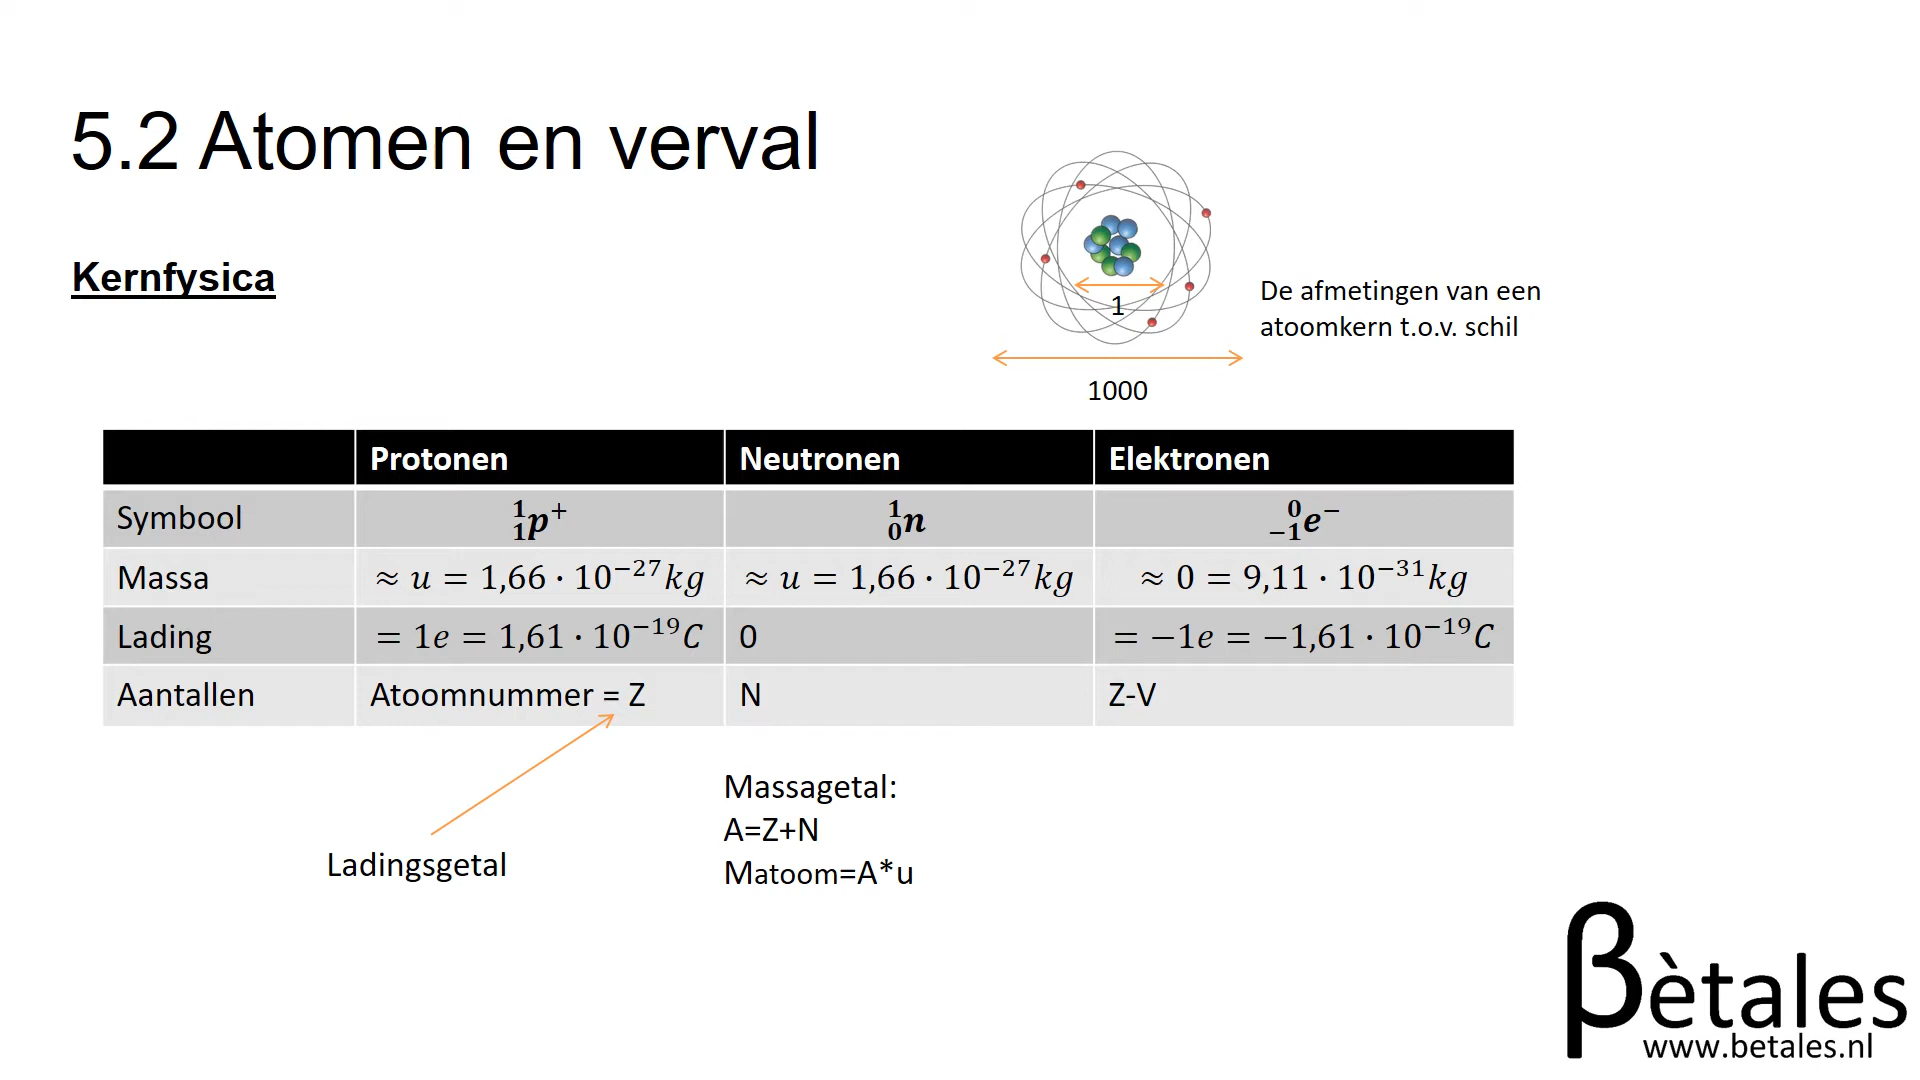 5.2 Atomen en verval
Kernfysica
1
De afmetingen van een
atoomkern t.o.v. schil
1000
Protonen Neutronen Elektronen
Symbool ¹₁p⁺ ¹₀n ⁰₋₁e⁻
Massa ≈ u = 1,66 · 10⁻²⁷kg ≈ u = 1,66 · 10⁻²⁷kg ≈ 0 = 9,11 · 10⁻³¹kg
Lading = 1e = 1,61 · 10⁻¹⁹C 0 = −1e = −1,61 · 10⁻¹⁹C
Aantallen Atoomnummer = Z N Z-V
Massagetal:
A=Z+N
Matoom=A*u
Ladingsgetal
βètales
www.betales.nl